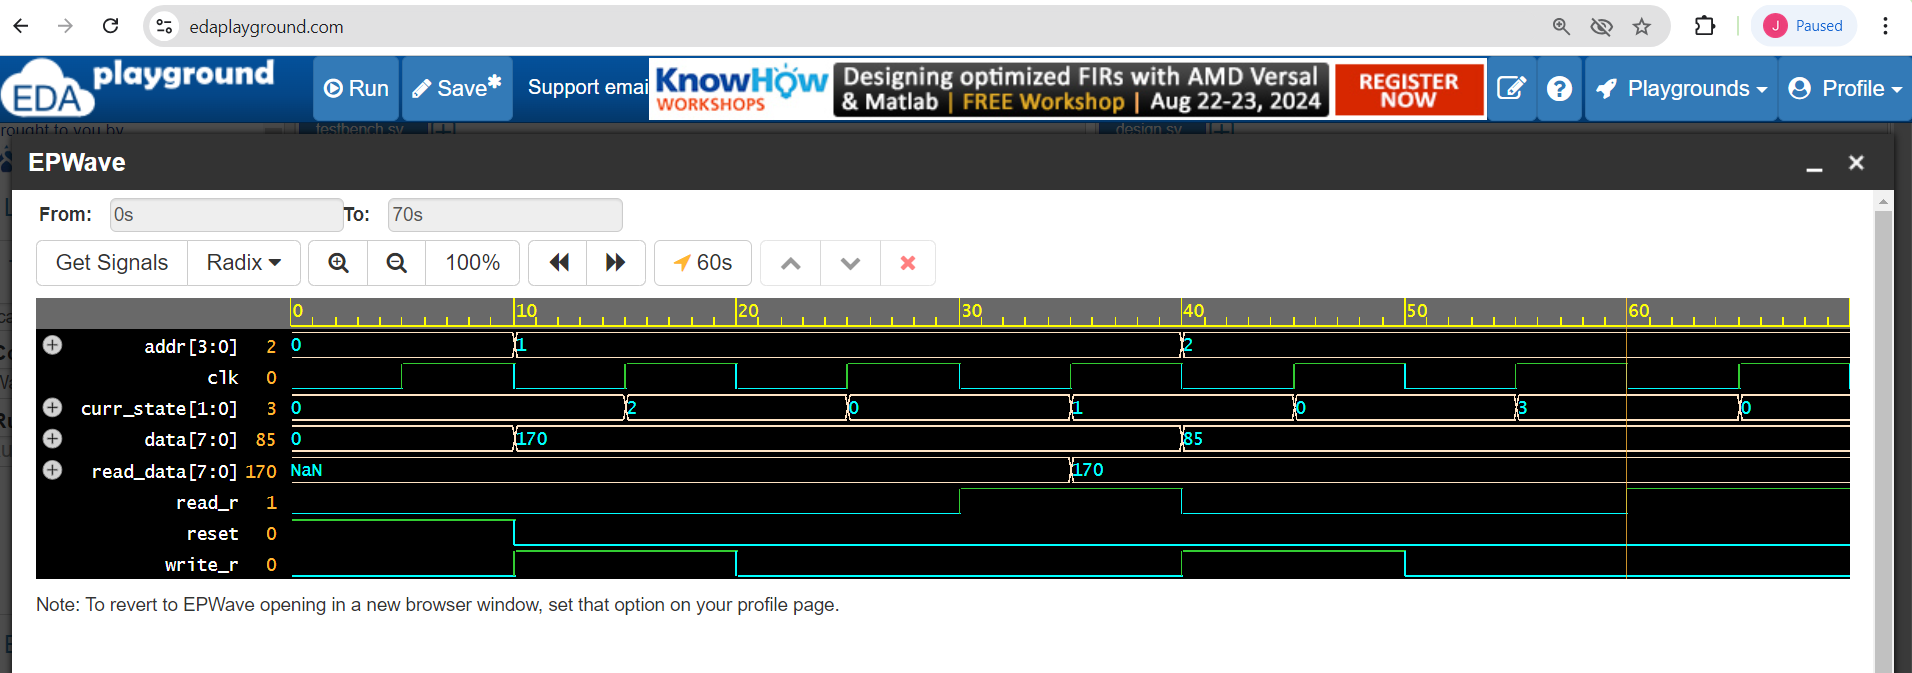 edaplayground.com
J Paused
EDA playground
Run
Save*
Support emai
KnowHow WORKSHOPS
Designing optimized FIRs with AMD Versal
& Matlab | FREE Workshop | Aug 22-23, 2024
REGISTER NOW
?
Playgrounds
Profile
rought to you by
testbench.sv
design.sv
EPWave
From: 0s To: 70s
Get Signals Radix 100% 60s
0 10 20 30 40 50 60
addr[3:0] 2 0 1 2
clk 0
curr_state[1:0] 3 0 2 0 1 0 3 0
data[7:0] 85 0 170 85
read_data[7:0] 170 NaN 170
read_r 1
reset 0
write_r 0
Note: To revert to EPWave opening in a new browser window, set that option on your profile page.